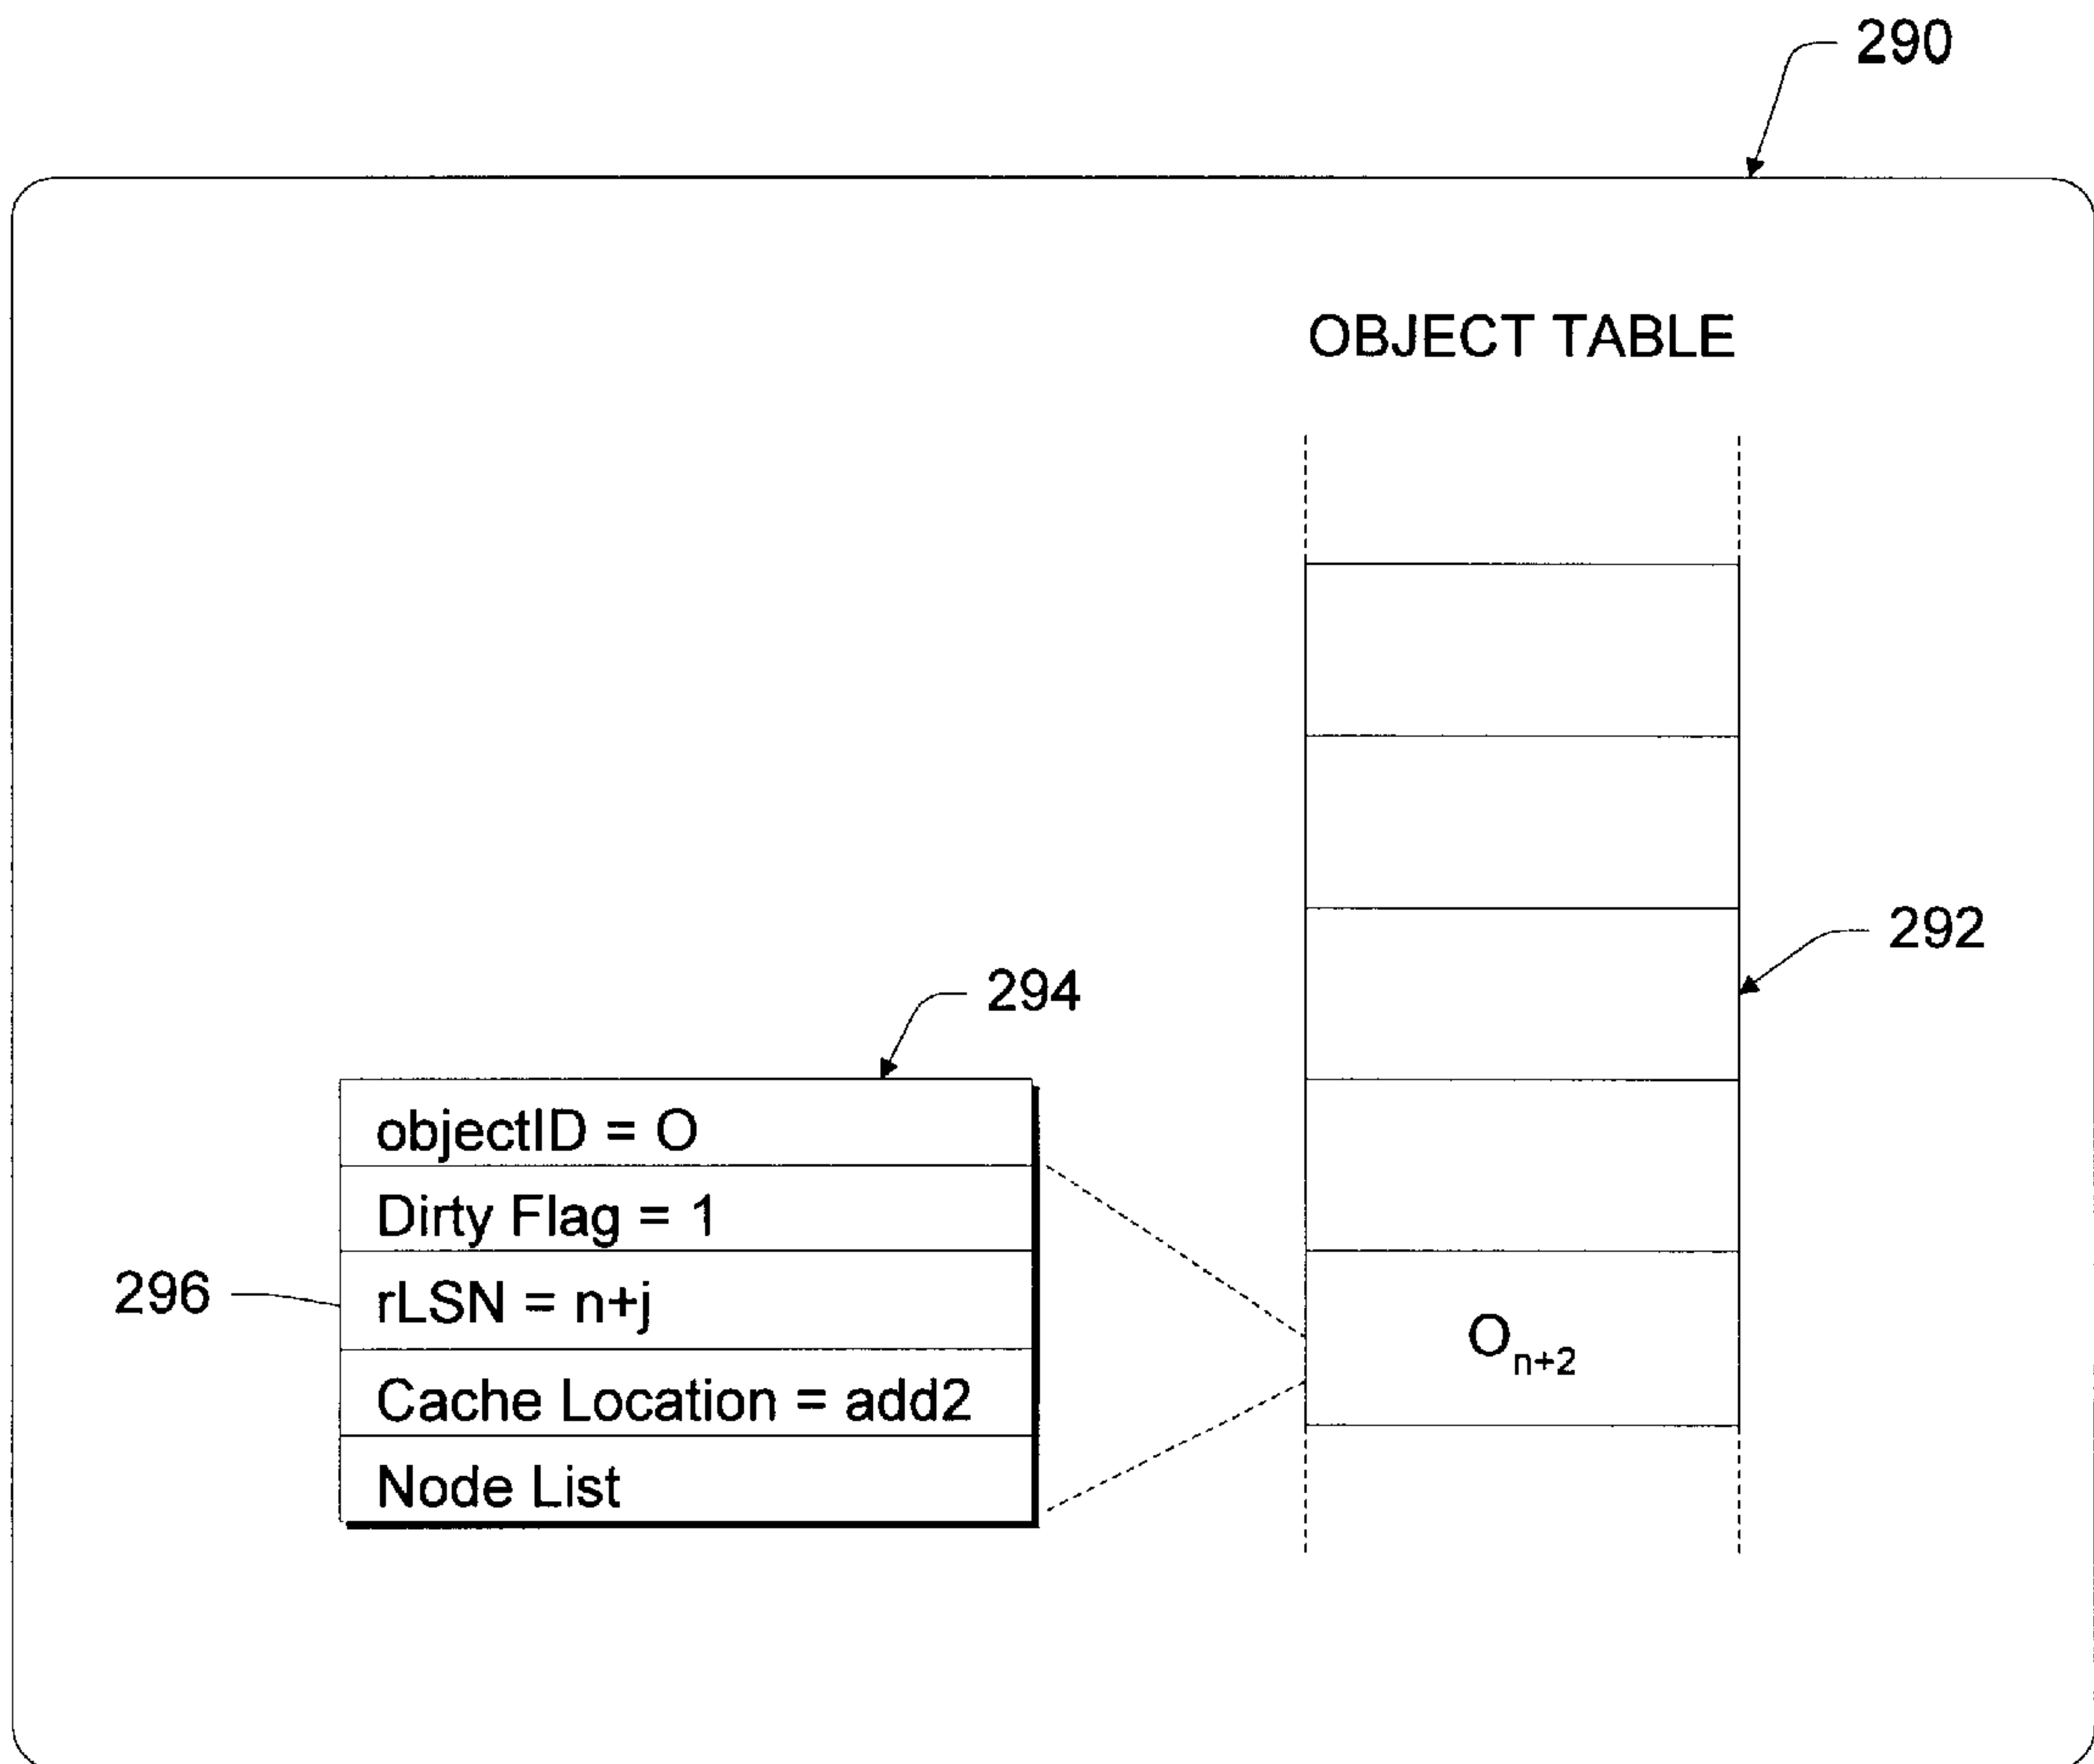 290
OBJECT TABLE
292
294
objectID = O
Dirty Flag = 1
296
rLSN = n+j
Cache Location = add2
Node List
On+2